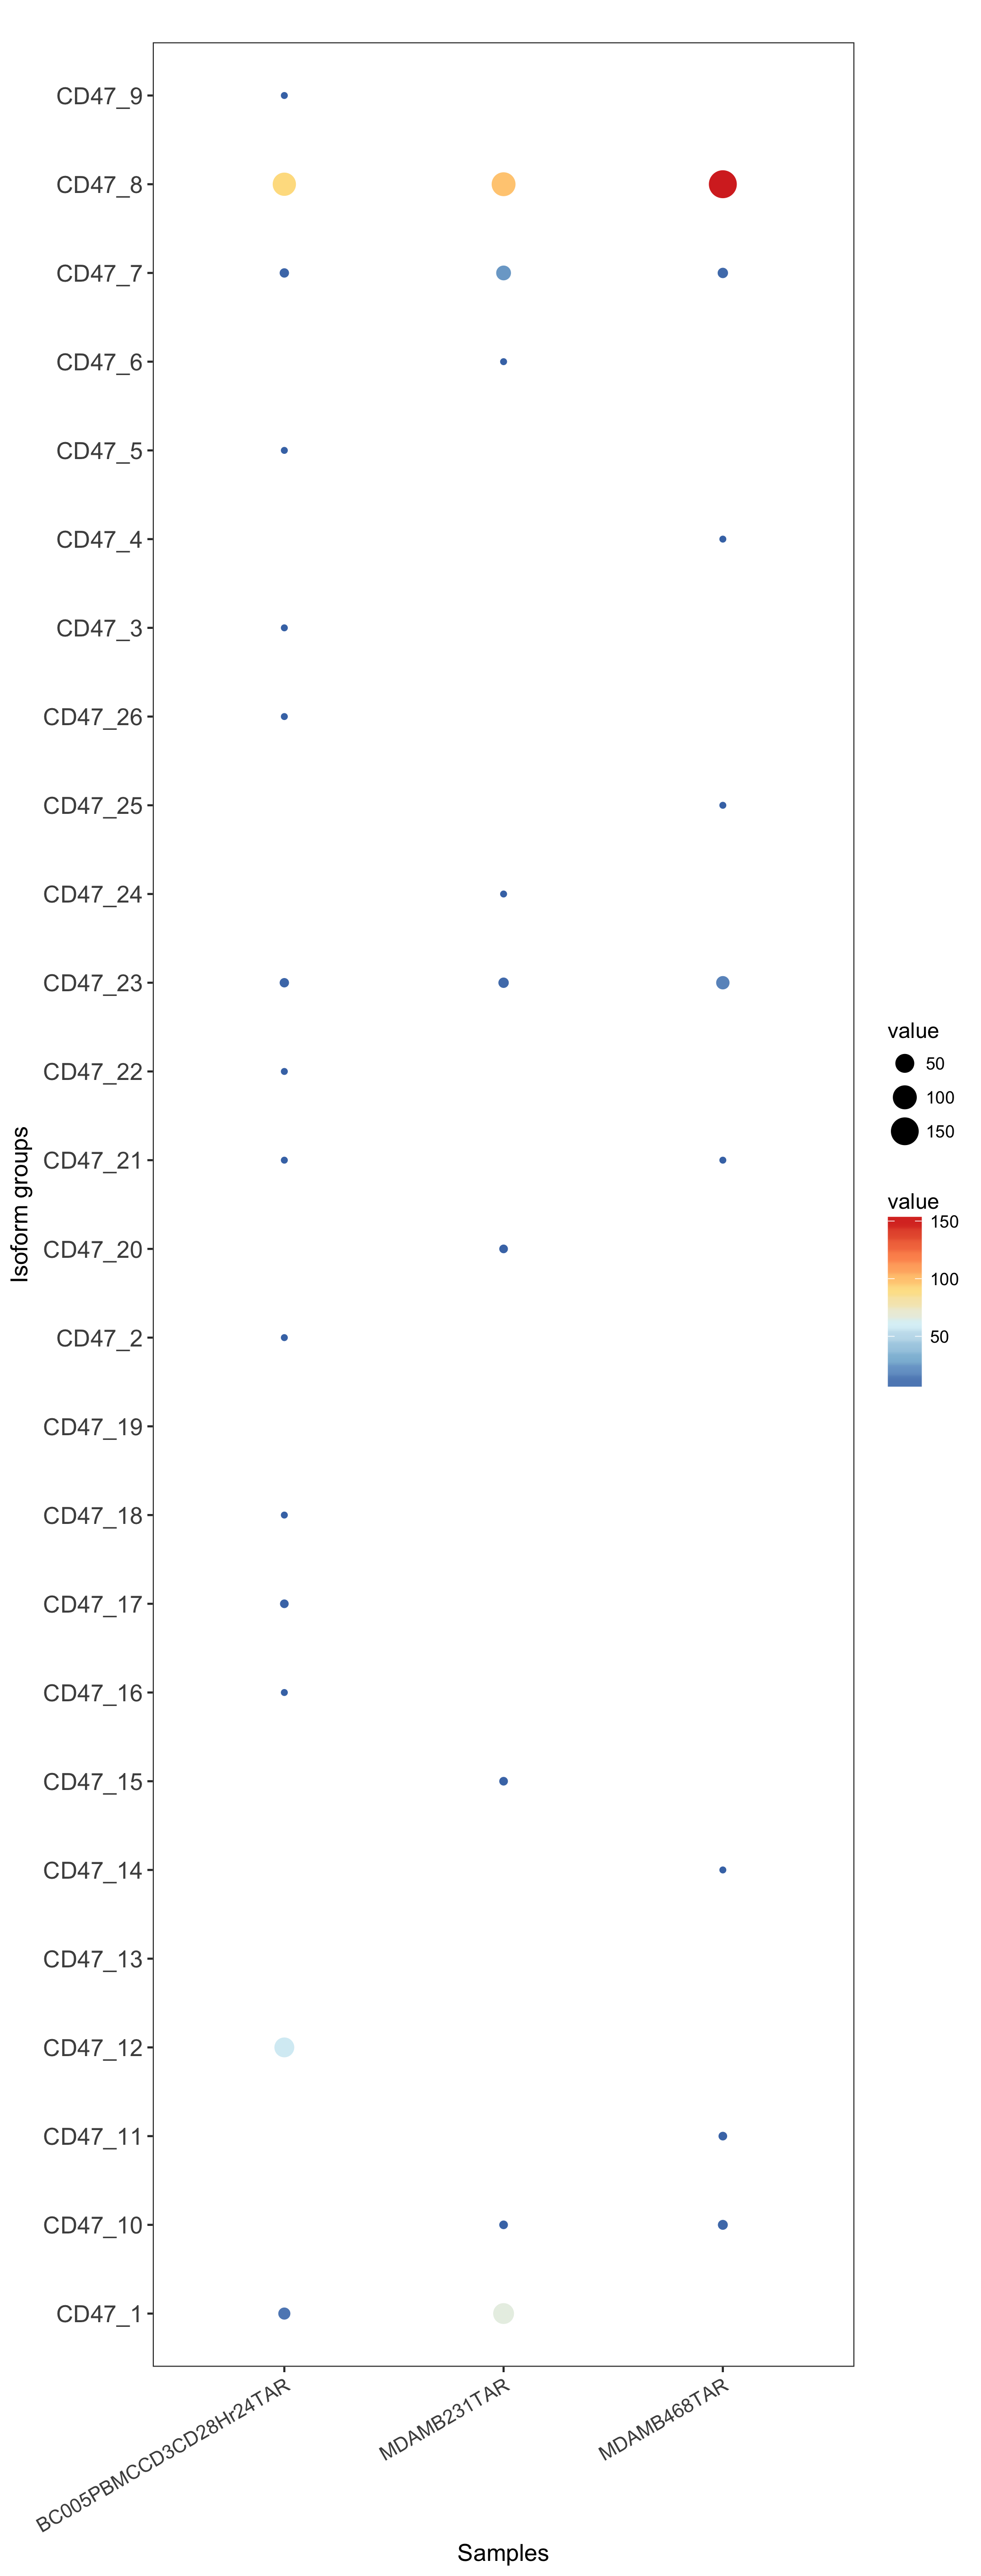 CD47_9
CD47_8
CD47_7
CD47_6
CD47_5
CD47_4
CD47_3
CD47_26
CD47_25
CD47_24
CD47_23
CD47_22
CD47_21
CD47_20
CD47_2
CD47_19
CD47_18
CD47_17
CD47_16
CD47_15
CD47_14
CD47_13
CD47_12
CD47_11
CD47_10
CD47_1
Isoform groups
BC005PBMCCD3CD28Hr24TAR
MDAMB231TAR
MDAMB468TAR
Samples
value
50
100
150
value
150
100
50